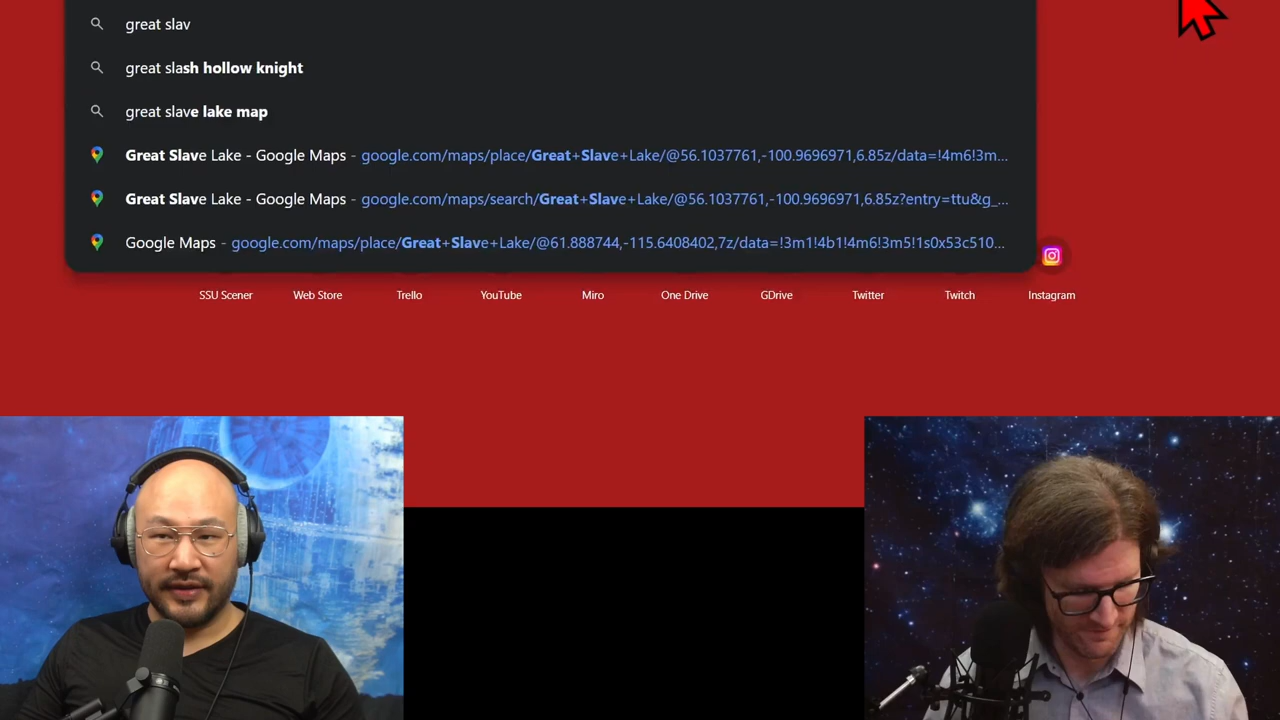 great slav
great slash hollow knight
great slave lake map
Great Slave Lake - Google Maps - google.com/maps/place/Great+Slave+Lake/@56.1037761,-100.9696971,6.85z/data=!4m6!3m...
Great Slave Lake - Google Maps - google.com/maps/search/Great+Slave+Lake/@56.1037761,-100.9696971,6.85z?entry=ttu&g_...
Google Maps - google.com/maps/place/Great+Slave+Lake/@61.888744,-115.6408402,7z/data=!3m1!4b1!4m6!3m5!1s0x53c510...
SSU Scener Web Store Trello YouTube Miro One Drive GDrive Twitter Twitch Instagram